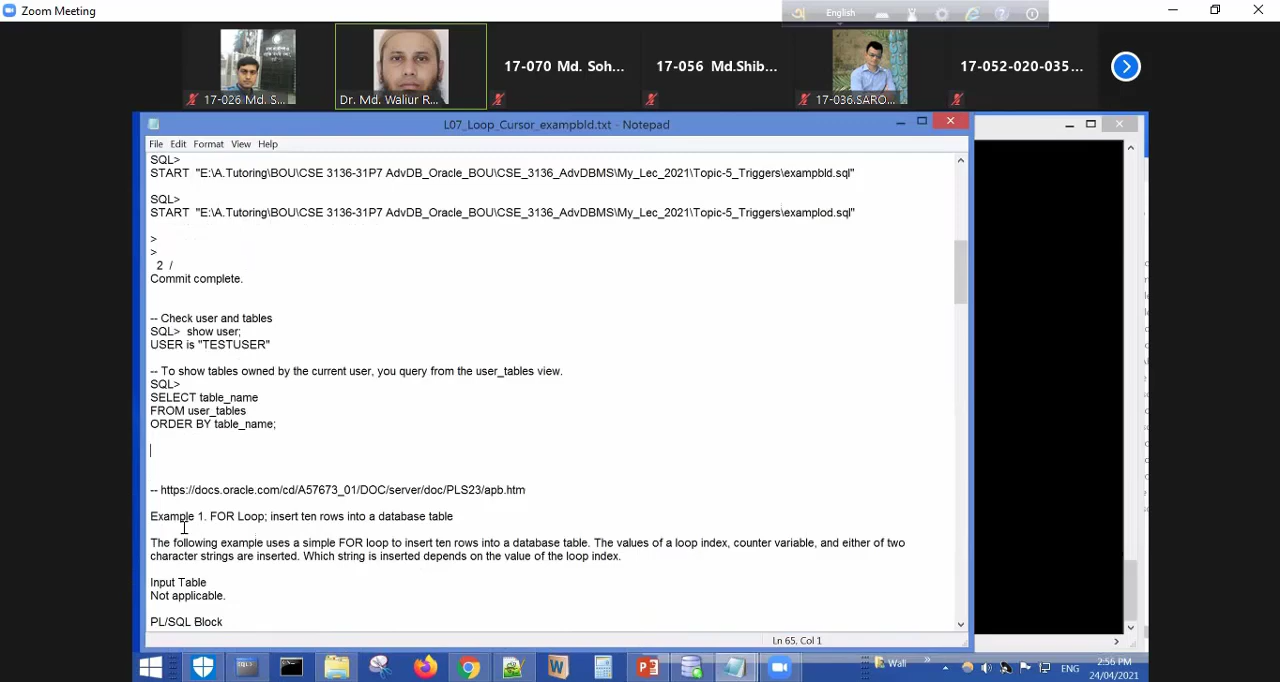 Zoom Meeting
English
17-026 Md. S...
Dr. Md. Waliur R...
17-070 Md. Soh...
17-056 Md.Shib...
17-036.SARO...
17-052-020-035...
L07_Loop_Cursor_exampbld.txt - Notepad
File Edit Format View Help
SQL>
START "E:\A.Tutoring\BOU\CSE 3136-31P7 AdvDB_Oracle_BOU\CSE_3136_AdvDBMS\My_Lec_2021\Topic-5_Triggers\exampbld.sql"
SQL>
START "E:\A.Tutoring\BOU\CSE 3136-31P7 AdvDB_Oracle_BOU\CSE_3136_AdvDBMS\My_Lec_2021\Topic-5_Triggers\examplod.sql"
>
>
2 /
Commit complete.
-- Check user and tables
SQL> show user;
USER is "TESTUSER"
-- To show tables owned by the current user, you query from the user_tables view.
SQL>
SELECT table_name
FROM user_tables
ORDER BY table_name;
-- https://docs.oracle.com/cd/A57673_01/DOC/server/doc/PLS23/apb.htm
Example 1. FOR Loop; insert ten rows into a database table
The following example uses a simple FOR loop to insert ten rows into a database table. The values of a loop index, counter variable, and either of two
character strings are inserted. Which string is inserted depends on the value of the loop index.
Input Table
Not applicable.
PL/SQL Block
Ln 65, Col 1
Wall
ENG
2:56 PM
24/04/2021